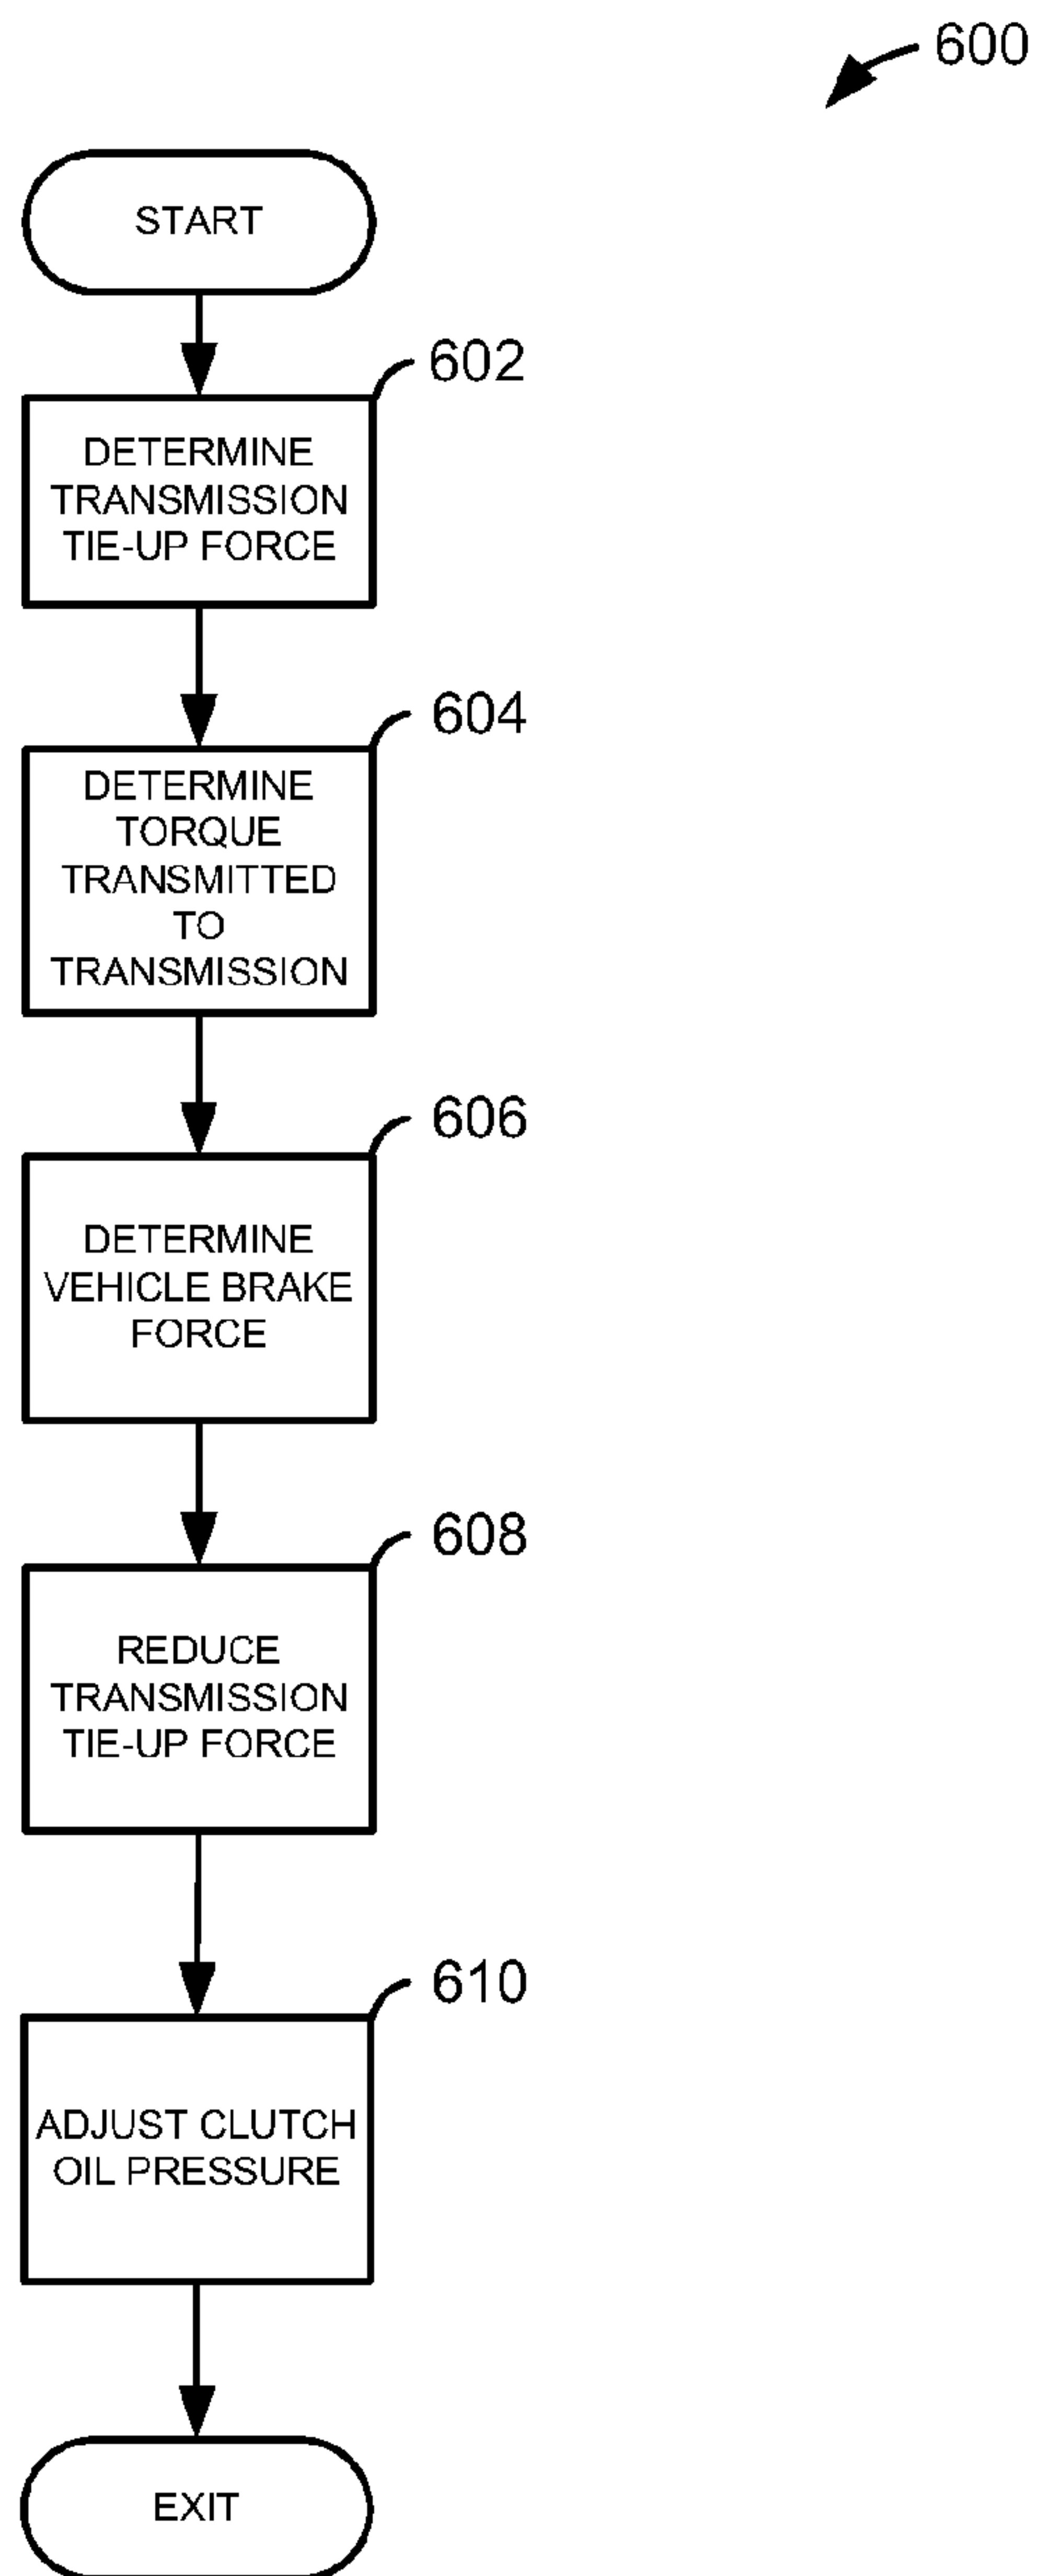 600
START
602
DETERMINE
TRANSMISSION
TIE-UP FORCE
604
DETERMINE
TORQUE
TRANSMITTED
TO
TRANSMISSION
606
DETERMINE
VEHICLE BRAKE
FORCE
608
REDUCE
TRANSMISSION
TIE-UP FORCE
610
ADJUST CLUTCH
OIL PRESSURE
EXIT